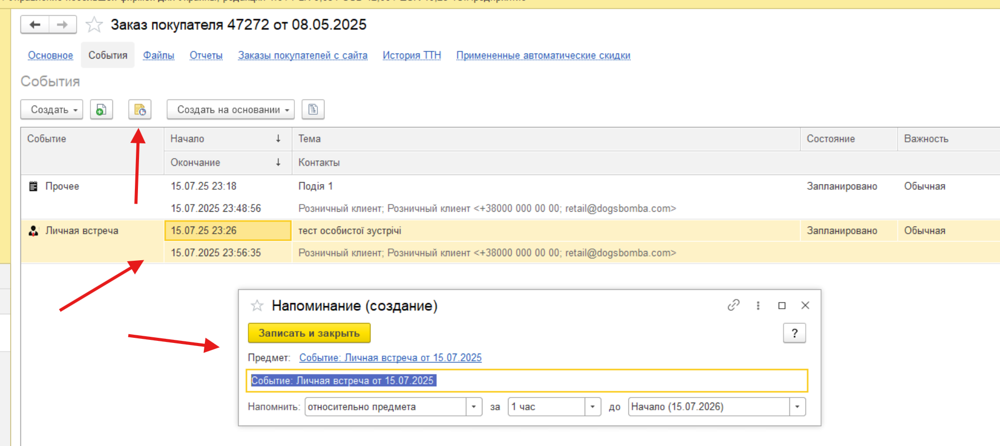 Заказ покупателя 47272 от 08.05.2025
Основное События Файлы Отчеты Заказы покупателей с сайта История ТТН Примененные автоматические скидки
События
Создать Создать на основании
Событие Начало ↓ Тема Состояние Важность
Окончание ↓ Контакты
Прочее 15.07.25 23:18 Подія 1 Запланировано Обычная
15.07.2025 23:48:56 Розничный клиент; Розничный клиент <+38000 000 00 00; retail@dogsbomba.com>
Личная встреча 15.07.25 23:26 тест особистої зустрічі Запланировано Обычная
15.07.2025 23:56:35 Розничный клиент; Розничный клиент <+38000 000 00 00; retail@dogsbomba.com>
Напоминание (создание)
Записать и закрыть ?
Предмет: Событие: Личная встреча от 15.07.2025
Событие: Личная встреча от 15.07.2025
Напомнить: относительно предмета за 1 час до Начало (15.07.2026)